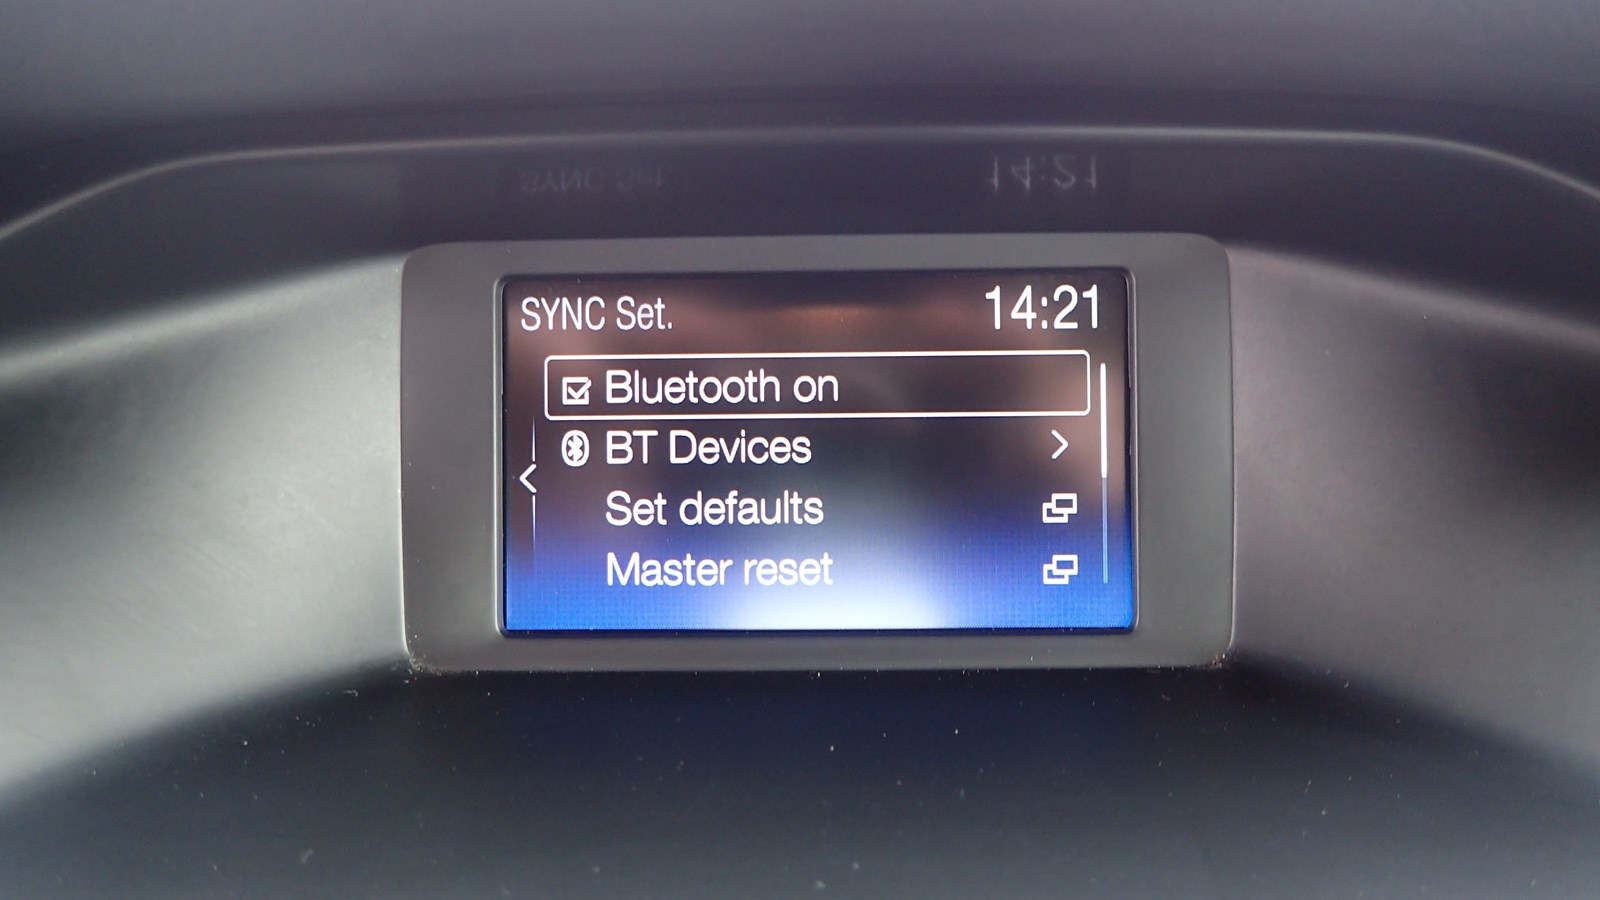 SYNC Set. 14:21
Bluetooth on
BT Devices
Set defaults
Master reset